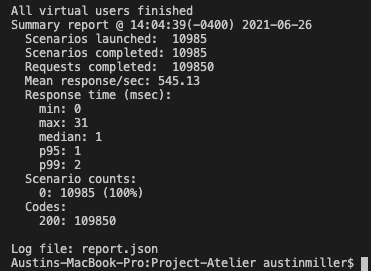 All virtual users finished
Summary report @ 14:04:39(-0400) 2021-06-26
  Scenarios launched:  10985
  Scenarios completed: 10985
  Requests completed:  109850
  Mean response/sec: 545.13
  Response time (msec):
    min: 0
    max: 31
    median: 1
    p95: 1
    p99: 2
  Scenario counts:
    0: 10985 (100%)
  Codes:
    200: 109850

Log file: report.json
Austins-MacBook-Pro:Project-Atelier austinmiller$